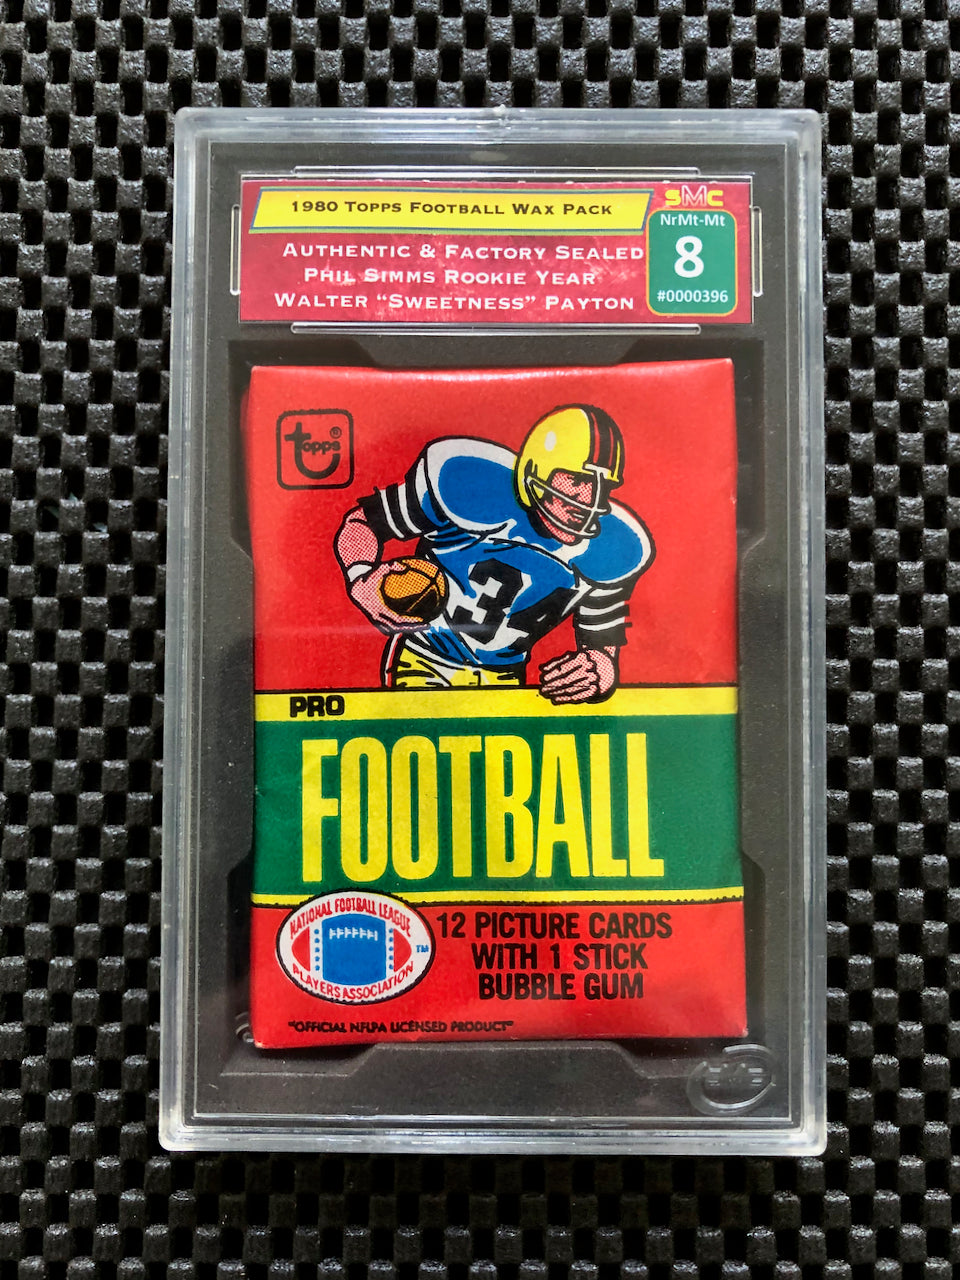 1980 TOPPS FOOTBALL WAX PACK
SMC
AUTHENTIC & FACTORY SEALED
PHIL SIMMS ROOKIE YEAR
WALTER “SWEETNESS” PAYTON
NrMt-Mt
8
#0000396
topps®
3
PRO
FOOTBALL
NATIONAL FOOTBALL LEAGUE
PLAYERS ASSOCIATION
™
12 PICTURE CARDS
WITH 1 STICK
BUBBLE GUM
"OFFICIAL NFLPA LICENSED PRODUCT"